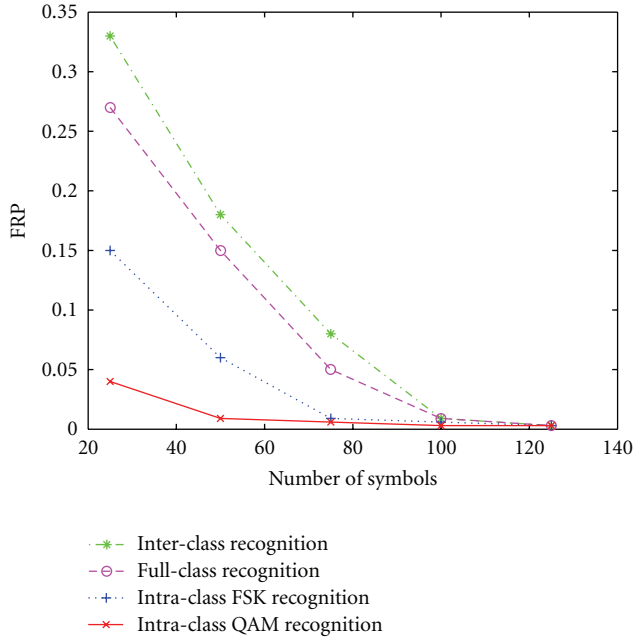 0.35
0.3
0.25
0.2
0.15
0.1
0.05
0
FRP
20 40 60 80 100 120 140
Number of symbols
Inter-class recognition
Full-class recognition
Intra-class FSK recognition
Intra-class QAM recognition